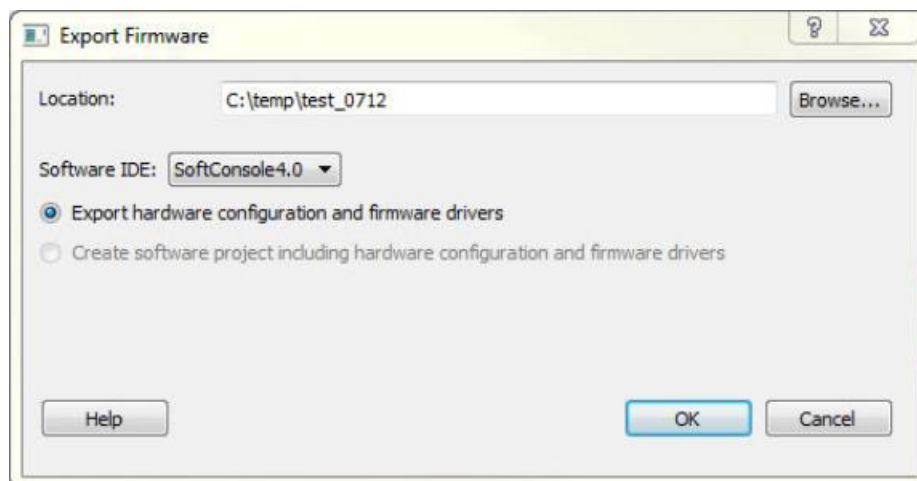 Export Firmware
Location: C:\temp\test_0712 Browse...
Software IDE: SoftConsole4.0
Export hardware configuration and firmware drivers
Create software project including hardware configuration and firmware drivers
Help OK Cancel